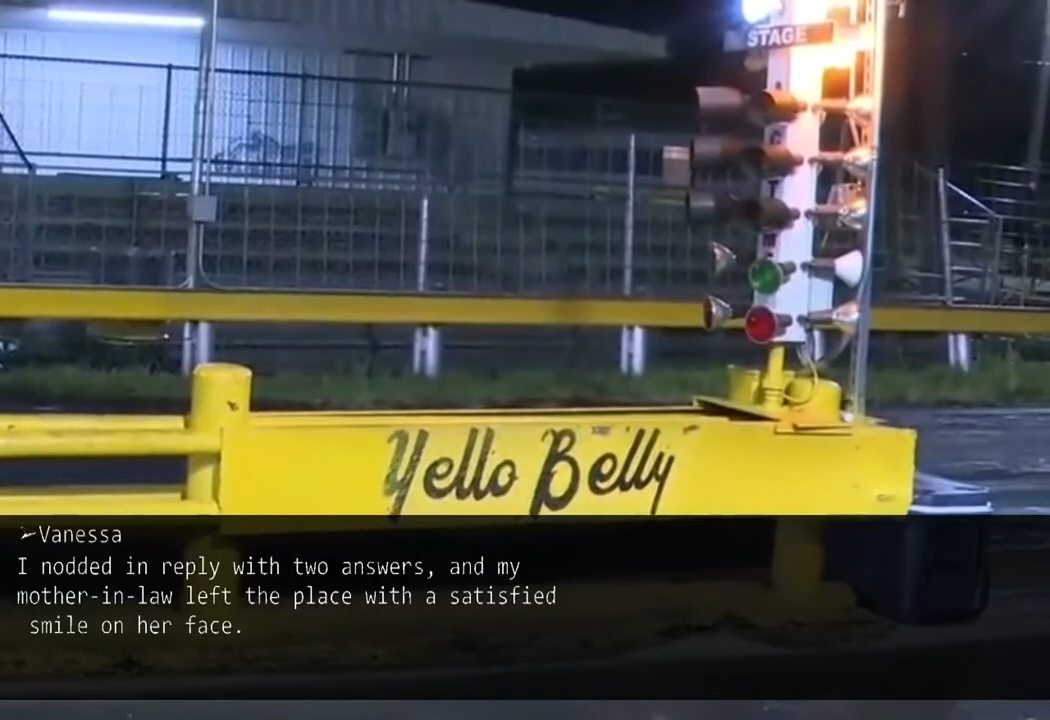 STAGE
Yello Belly
➢Vanessa
I nodded in reply with two answers, and my
mother-in-law left the place with a satisfied
smile on her face.